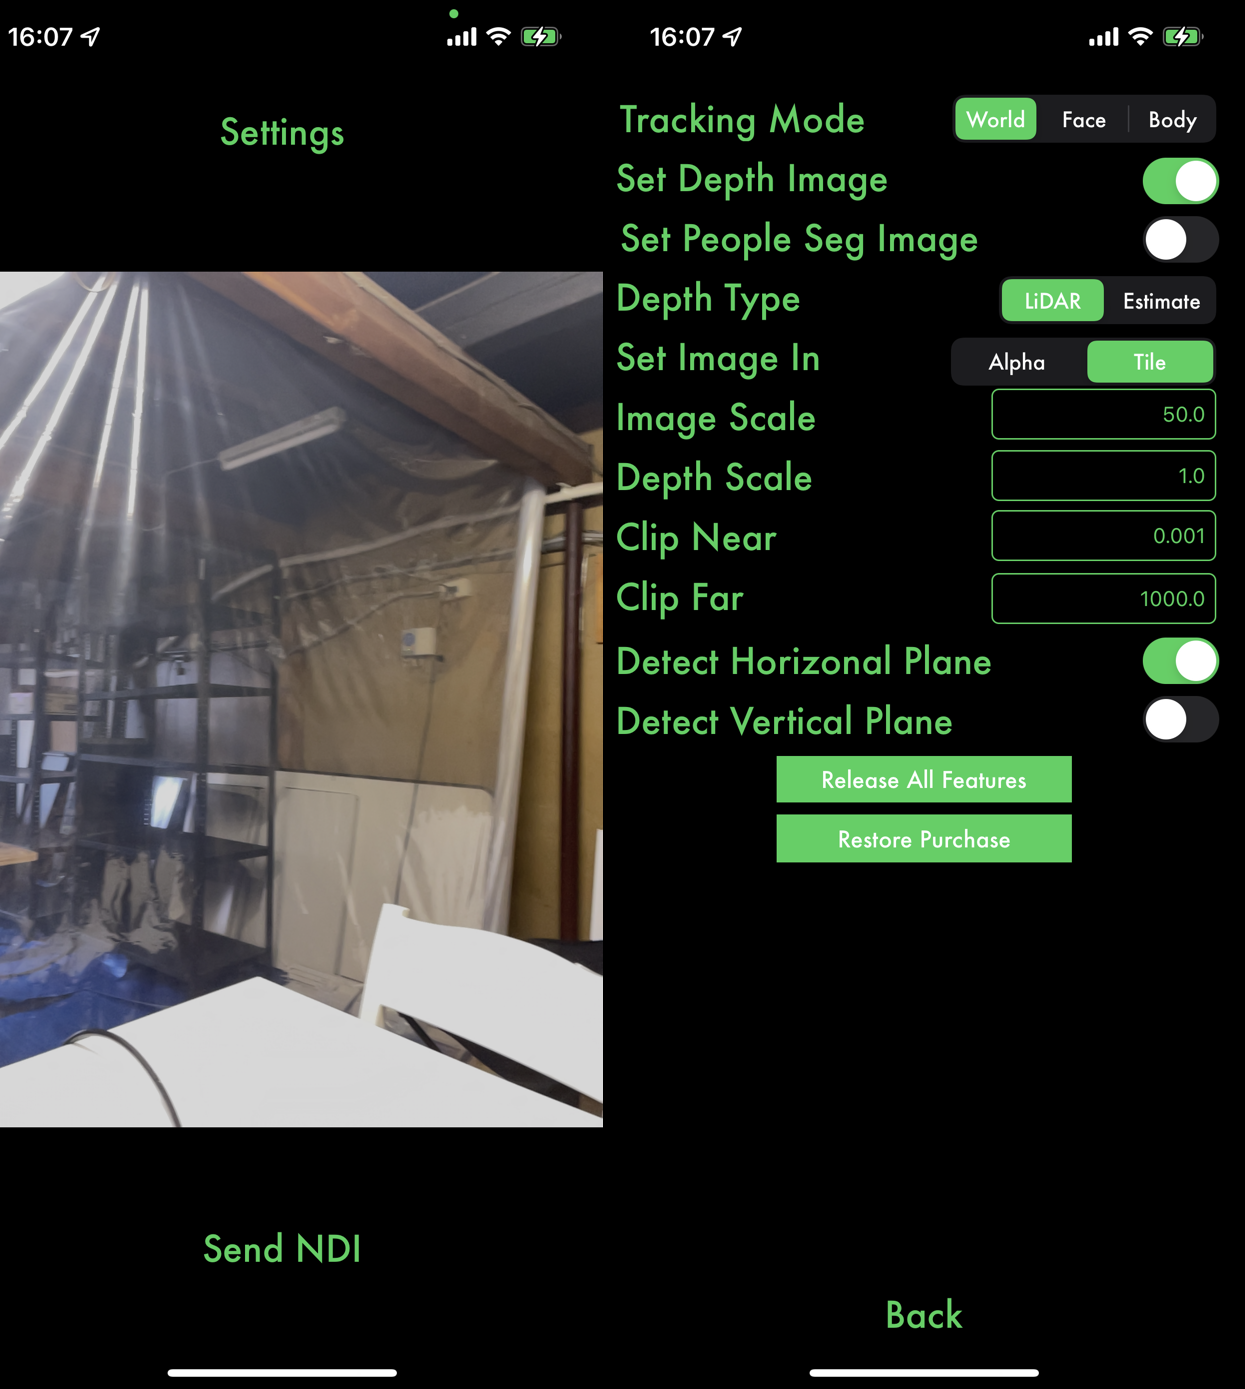 16:07
Settings
Send NDI
16:07
Tracking Mode World Face Body
Set Depth Image
Set People Seg Image
Depth Type LiDAR Estimate
Set Image In Alpha Tile
Image Scale 50.0
Depth Scale 1.0
Clip Near 0.001
Clip Far 1000.0
Detect Horizonal Plane
Detect Vertical Plane
Release All Features
Restore Purchase
Back